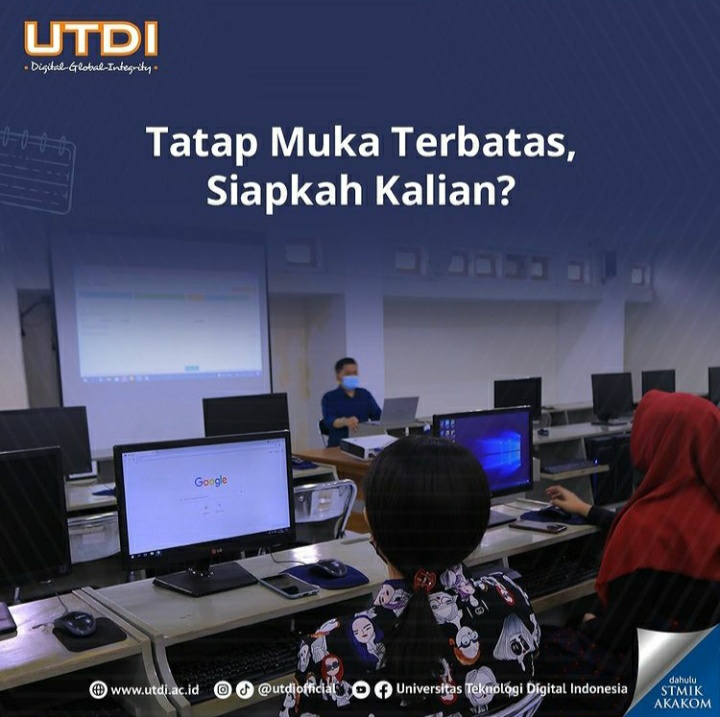 UTDI
• Digital-Global-Integrity •
Tatap Muka Terbatas,
Siapkah Kalian?
Google
LG
www.utdi.ac.id
@utdiofficial
Universitas Teknologi Digital Indonesia
dahulu
STMIK
AKAKOM